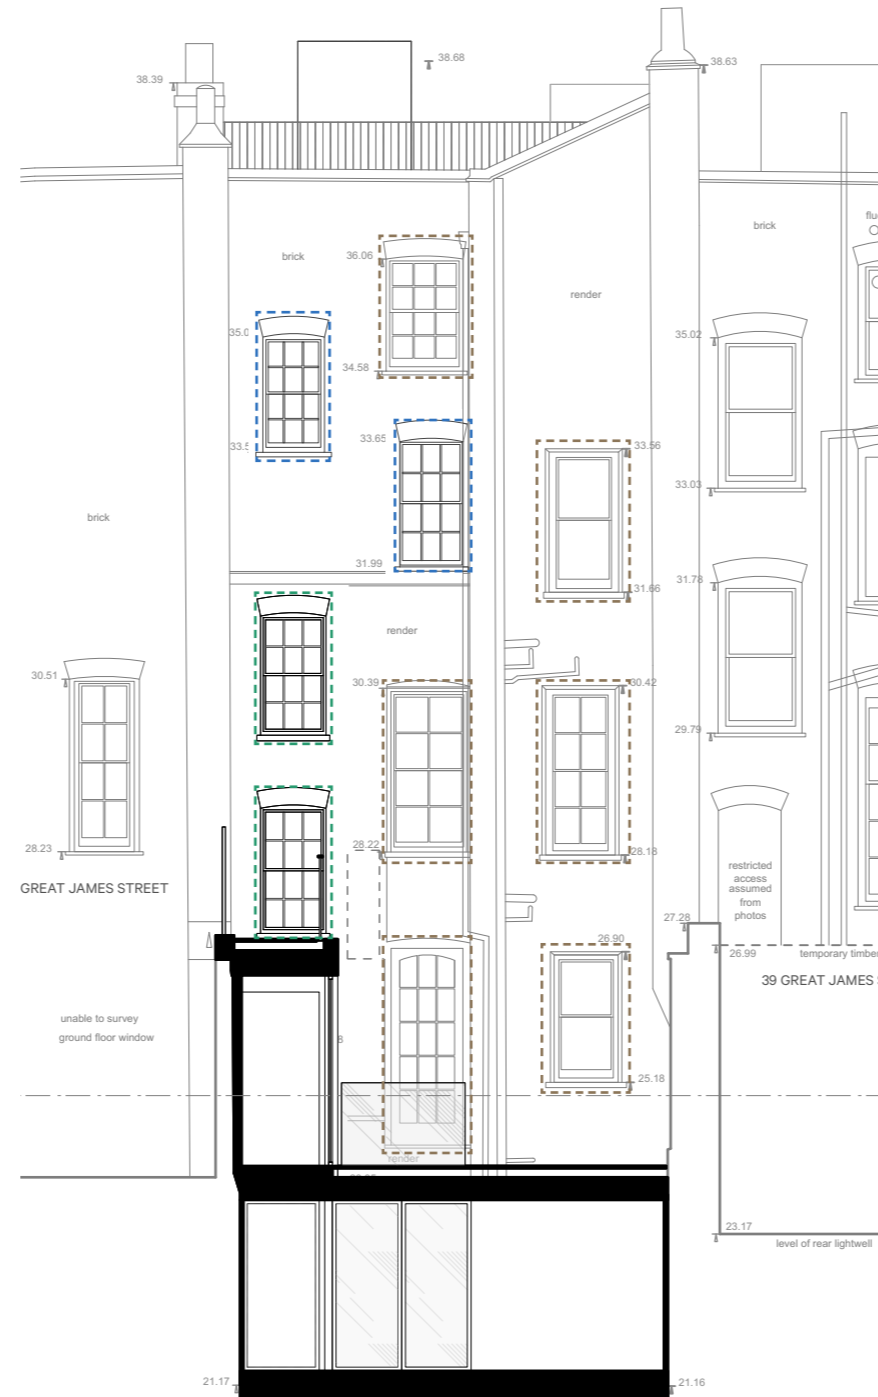 38.68
38.63
38.39
flu
brick
brick
36.06
render
35.0
35.02
34.58
33.65
33.5
33.56
33.03
brick
31.99
31.78
31.66
render
30.51
30.39
30.42
29.79
28.23
28.22
28.18
restricted
access
assumed
from
photos
GREAT JAMES STREET
27.28
26.90
26.99
temporary timbe
39 GREAT JAMES
unable to survey
ground floor window
8
25.18
render
23.17
level of rear lightwell
21.17
21.16